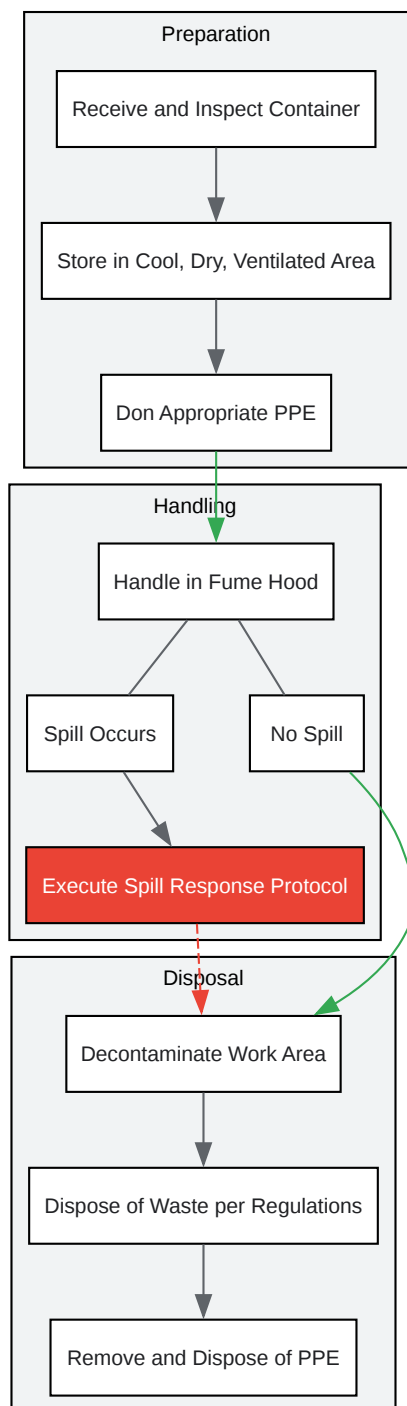 Preparation
Receive and Inspect Container
Store in Cool, Dry, Ventilated Area
Don Appropriate PPE
Handling
Handle in Fume Hood
Spill Occurs
No Spill
Execute Spill Response Protocol
Disposal
Decontaminate Work Area
Dispose of Waste per Regulations
Remove and Dispose of PPE